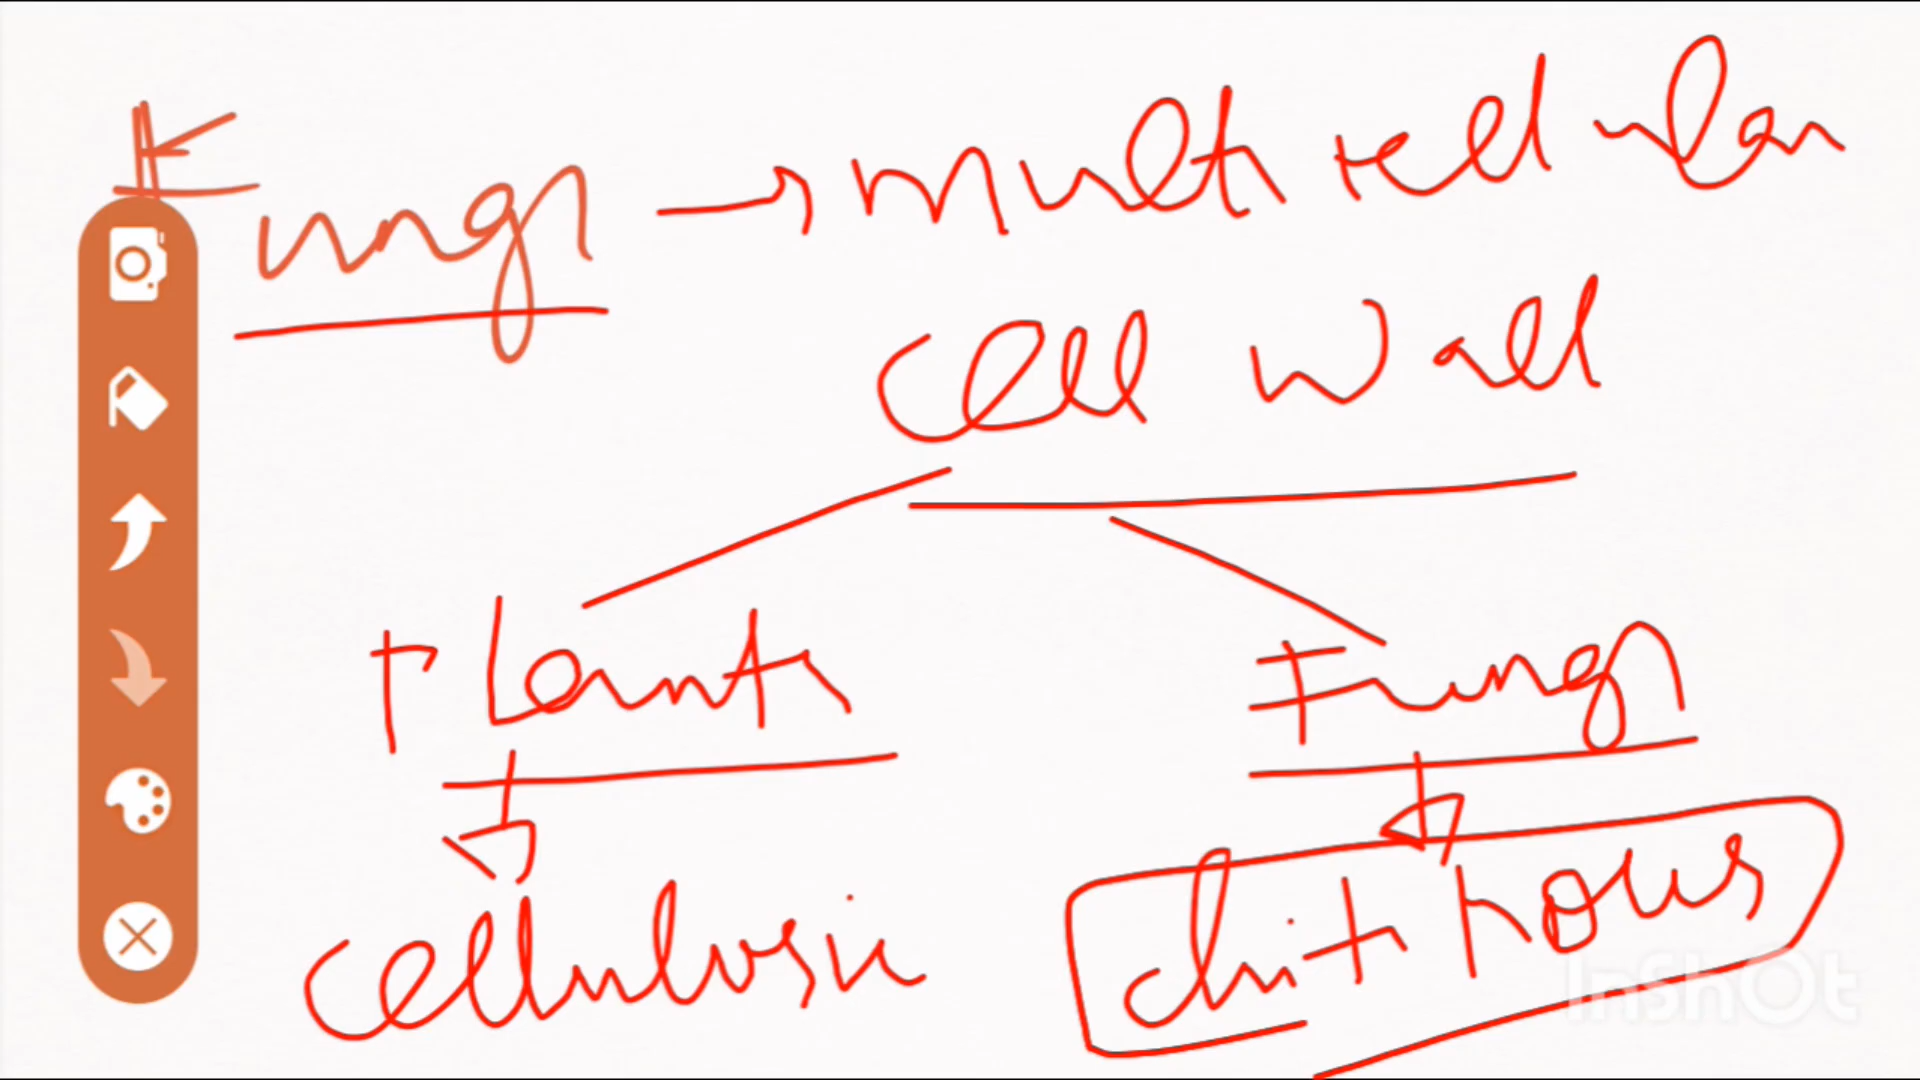 K
Fungi → multicellular
cell wall
Plants Fungi
cellulosic chitinous
InShOt